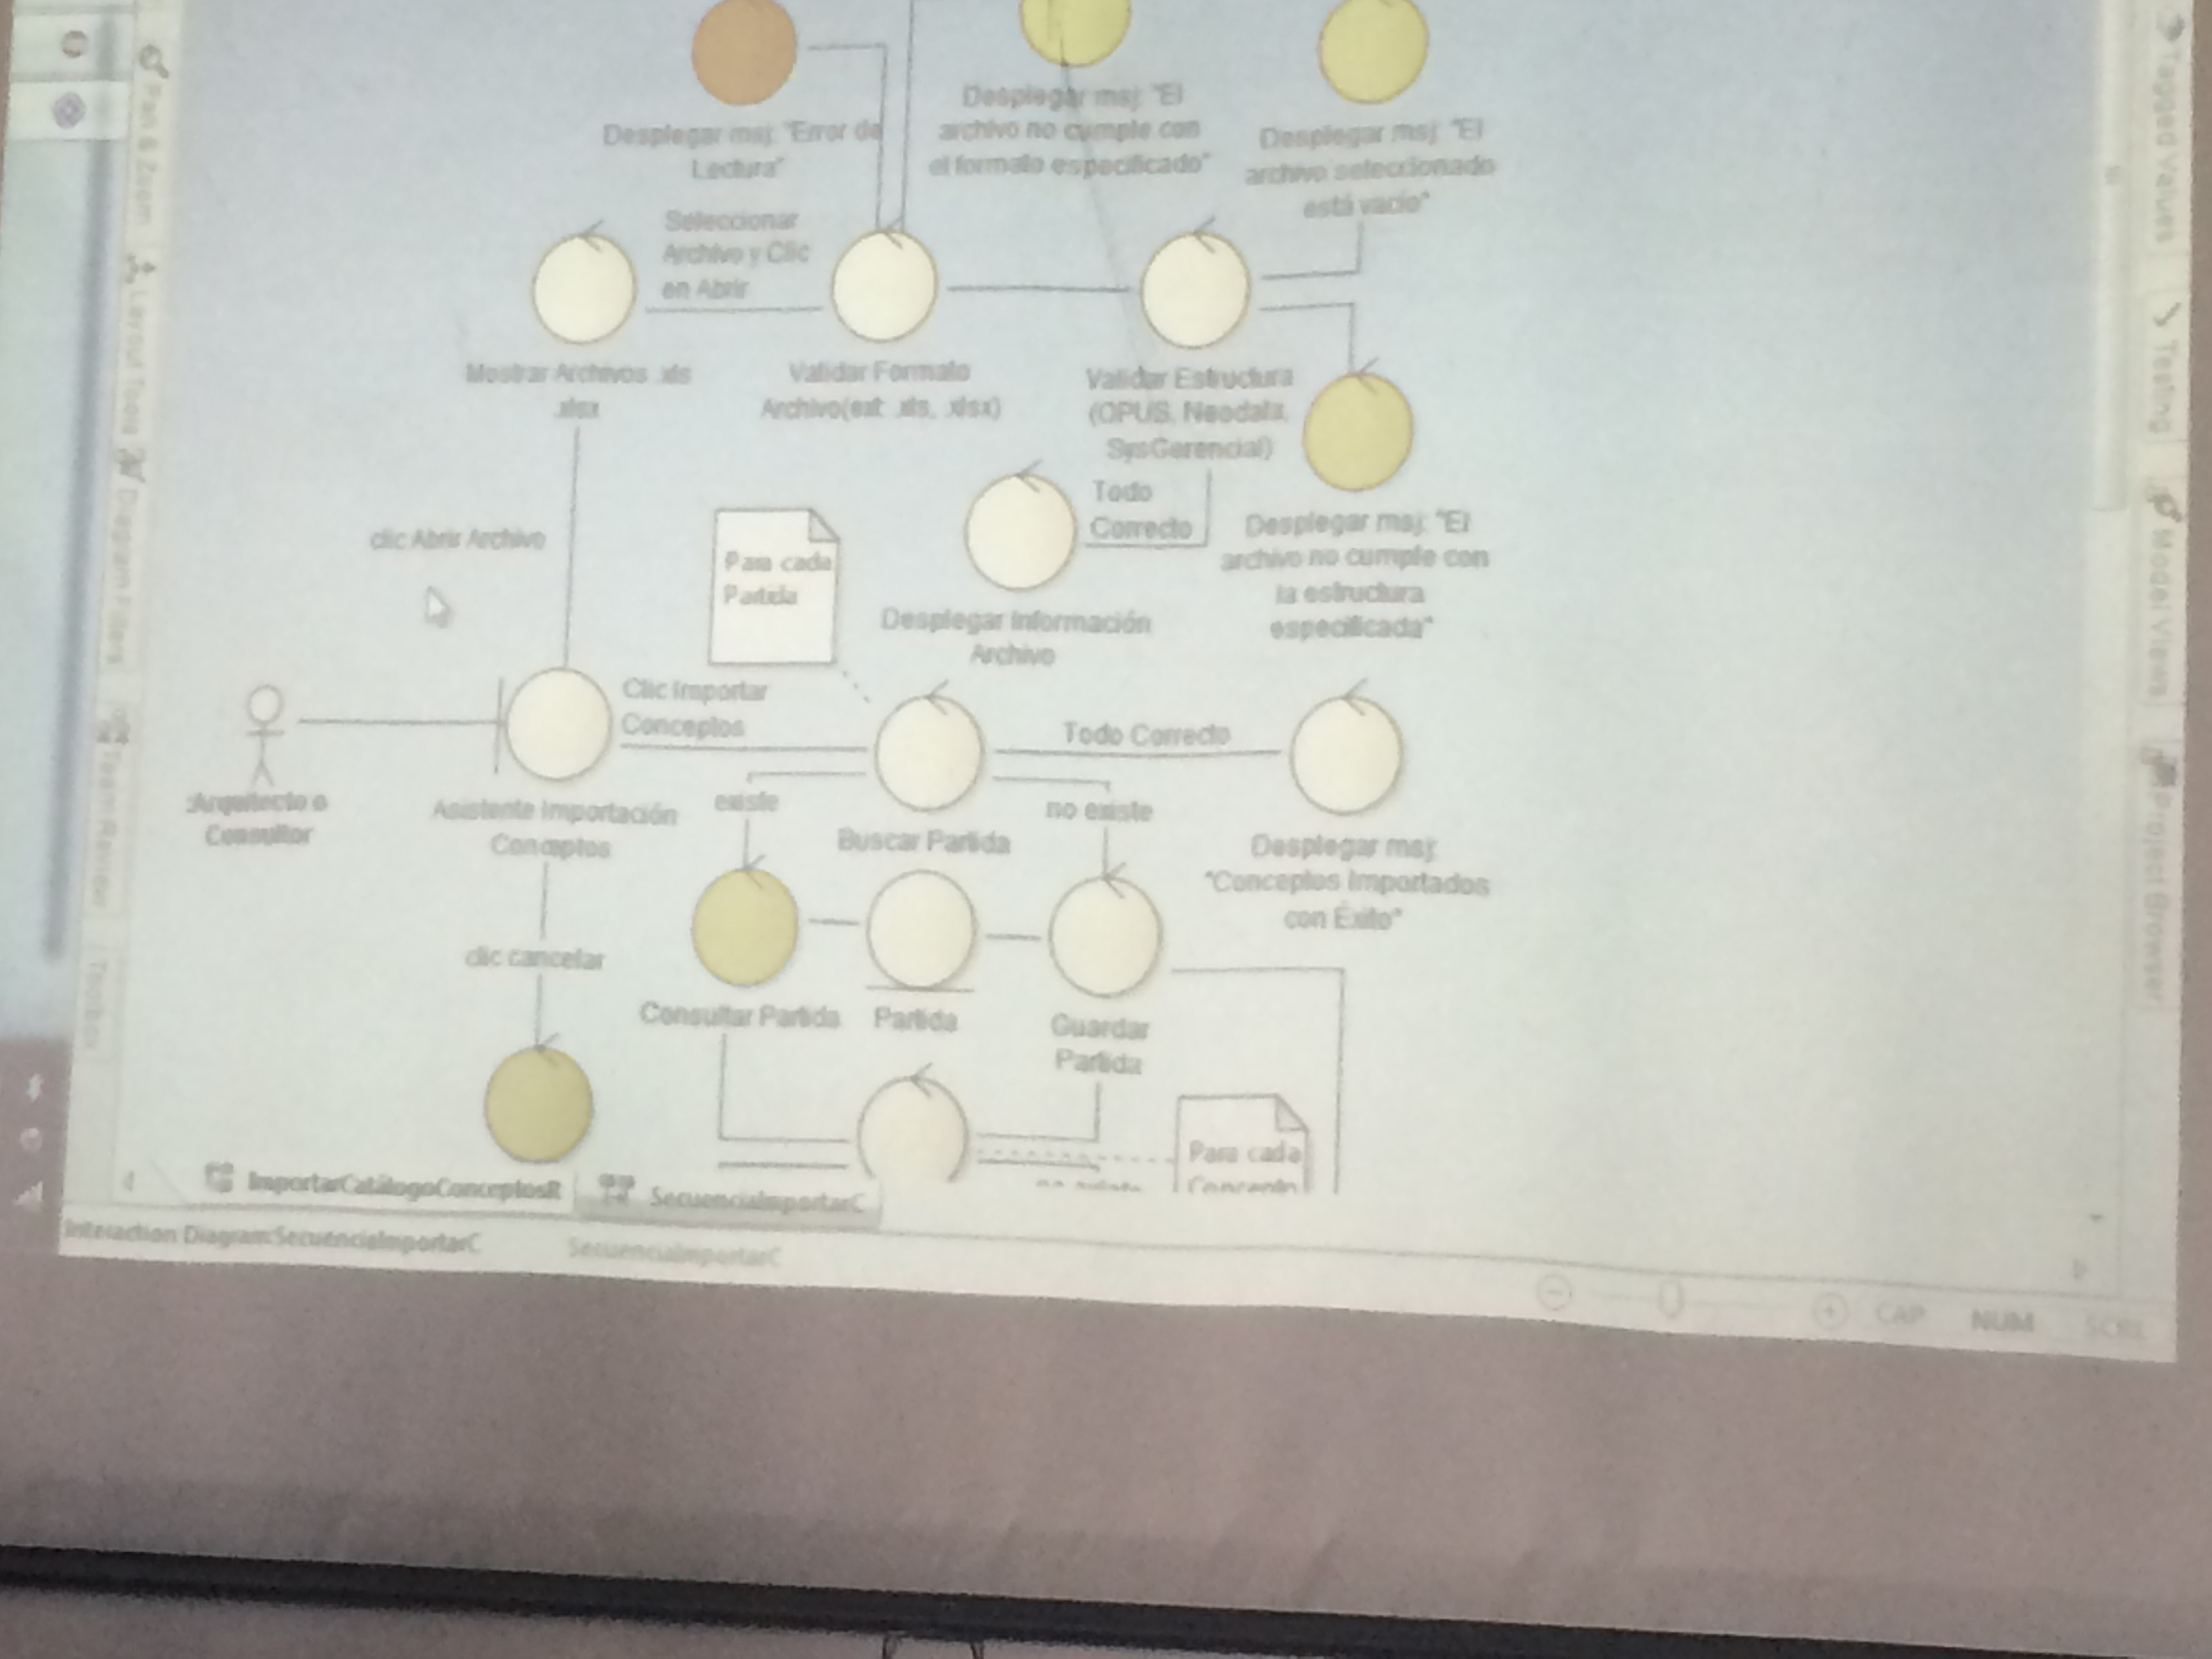 Desplegar msj: "Error de
Lectura"
Desplegar msj: "El
archivo no cumple con
el formato especificado"
Desplegar msj: "El
archivo seleccionado
está vacio"
Seleccionar
Archivo y Clic
en Abrir
Mostrar Archivos .xls
.xlsx
Validar Formato
Archivo(ext: .xls, .xlsx)
Validar Estructura
(OPUS, Neodata,
SysGerencial)
Todo
Correcto
Desplegar msj: "El
archivo no cumple con
la estructura
especificada"
clic Abrir Archivo
Para cada
Partida
Desplegar Información
Archivo
Clic Importar
Conceptos
Todo Correcto
:Arquitecto o
Consultor
Asistente Importación
Conceptos
existe
no existe
Buscar Partida
Desplegar msj:
"Conceptos Importados
con Éxito"
clic cancelar
Consultar Partida
Partida
Guardar
Partida
Para cada
Concepto
ImportarCatálogoConceptosR
SecuenciaImportarC
Interaction Diagram:SecuenciaImportarC
SecuenciaImportarC
CAP
NUM
SCRL
Pan & Zoom
Layout Tools
Diagram Filters
Team Review
Toolbox
Tagged Values
Testing
Model Views
Project Browser